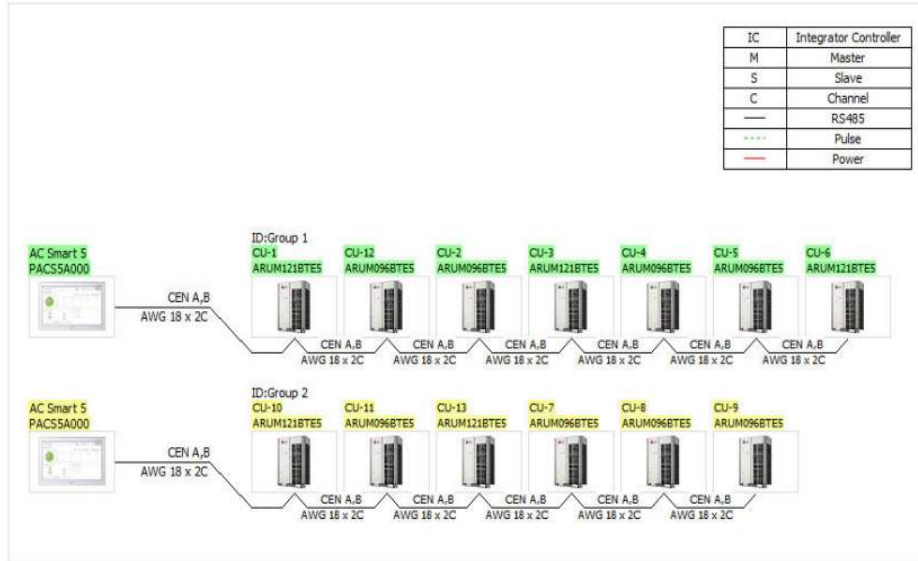 IC Integrator Controller
M Master
S Slave
C Channel
RS485
Pulse
Power
ID:Group 1
AC Smart 5
PACS5A000
CEN A,B
AWG 18 x 2C
CU-1
ARUM121BTE5
CU-12
ARUM096BTE5
CU-2
ARUM096BTE5
CU-3
ARUM121BTE5
CU-4
ARUM096BTE5
CU-5
ARUM096BTE5
CU-6
ARUM121BTE5
CEN A,B
AWG 18 x 2C
CEN A,B
AWG 18 x 2C
CEN A,B
AWG 18 x 2C
CEN A,B
AWG 18 x 2C
CEN A,B
AWG 18 x 2C
CEN A,B
AWG 18 x 2C
ID:Group 2
AC Smart 5
PACS5A000
CEN A,B
AWG 18 x 2C
CU-10
ARUM121BTE5
CU-11
ARUM096BTE5
CU-13
ARUM121BTE5
CU-7
ARUM096BTE5
CU-8
ARUM096BTE5
CU-9
ARUM096BTE5
CEN A,B
AWG 18 x 2C
CEN A,B
AWG 18 x 2C
CEN A,B
AWG 18 x 2C
CEN A,B
AWG 18 x 2C
CEN A,B
AWG 18 x 2C